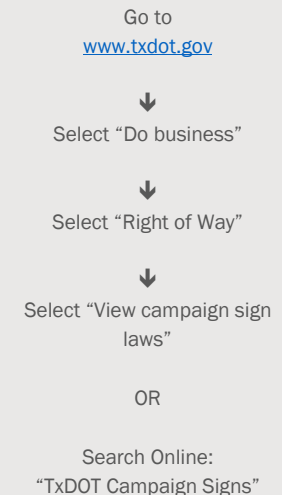 Go to
www.txdot.gov
🡻
Select “Do business”
🡻
Select “Right of Way”
🡻
Select “View campaign sign
laws”
OR
Search Online:
“TxDOT Campaign Signs”